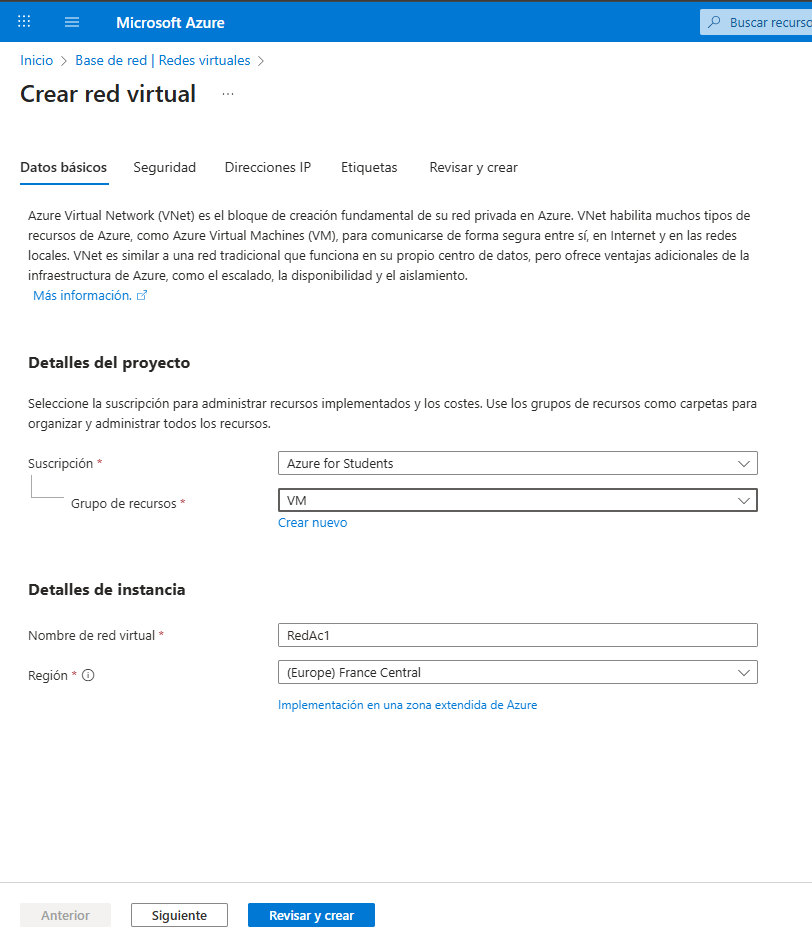 Microsoft Azure
Buscar recurso
Inicio > Base de red | Redes virtuales >
Crear red virtual ...
Datos básicos Seguridad Direcciones IP Etiquetas Revisar y crear
Azure Virtual Network (VNet) es el bloque de creación fundamental de su red privada en Azure. VNet habilita muchos tipos de
recursos de Azure, como Azure Virtual Machines (VM), para comunicarse de forma segura entre sí, en Internet y en las redes
locales. VNet es similar a una red tradicional que funciona en su propio centro de datos, pero ofrece ventajas adicionales de la
infraestructura de Azure, como el escalado, la disponibilidad y el aislamiento.
Más información.
Detalles del proyecto
Seleccione la suscripción para administrar recursos implementados y los costes. Use los grupos de recursos como carpetas para
organizar y administrar todos los recursos.
Suscripción * Azure for Students
Grupo de recursos * VM
Crear nuevo
Detalles de instancia
Nombre de red virtual * RedAc1
Región * (Europe) France Central
Implementación en una zona extendida de Azure
Anterior Siguiente Revisar y crear